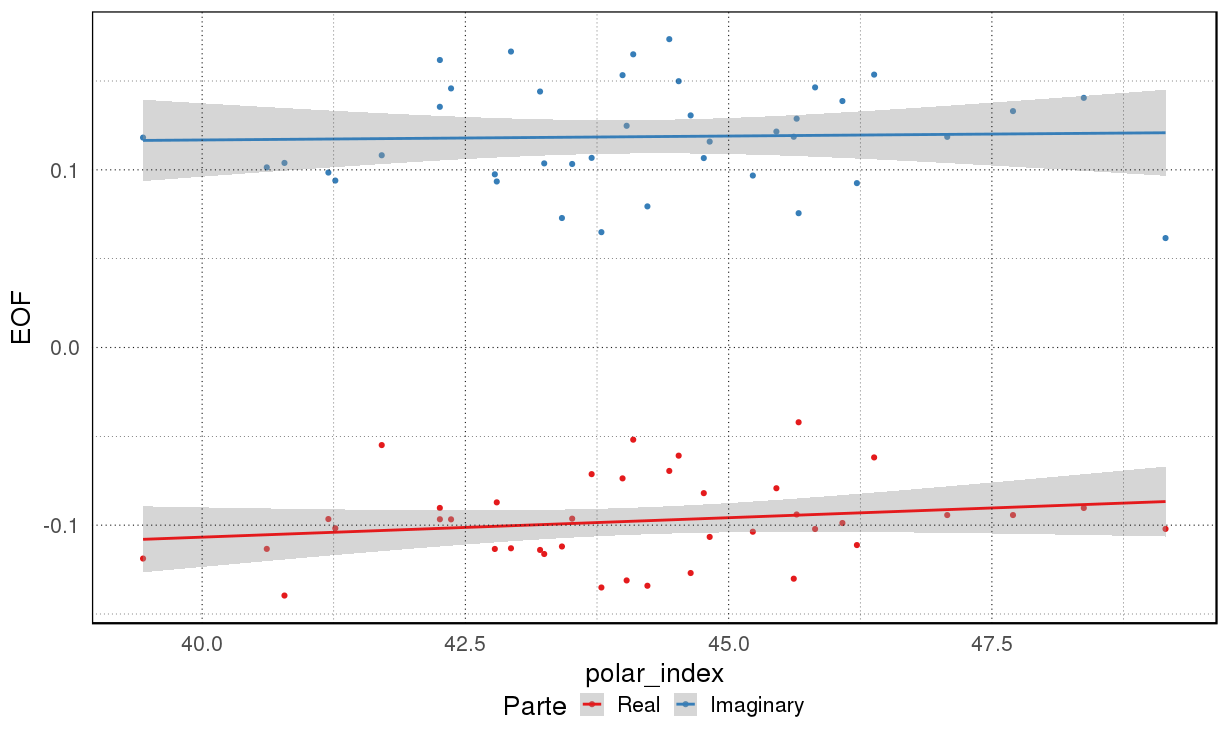 EOF
0.1
0.0
-0.1
40.0 42.5 45.0 47.5
polar_index
Parte Real Imaginary